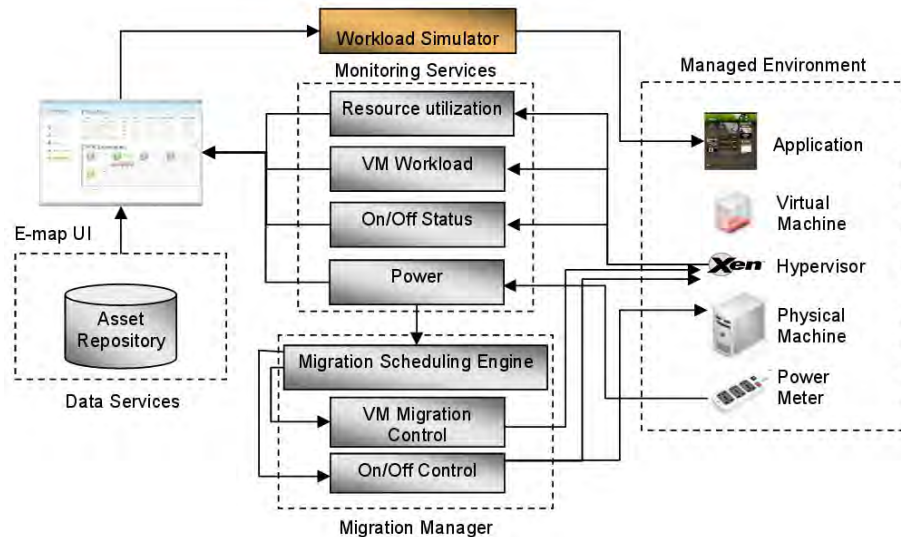 Workload Simulator
Monitoring Services
Managed Environment
Resource utilization
Application
VM Workload
Virtual
Machine
On/Off Status
E-map UI
Xen
Hypervisor
Power
Asset
Repository
Physical
Machine
Migration Scheduling Engine
Power
Meter
Data Services
VM Migration
Control
On/Off Control
Migration Manager